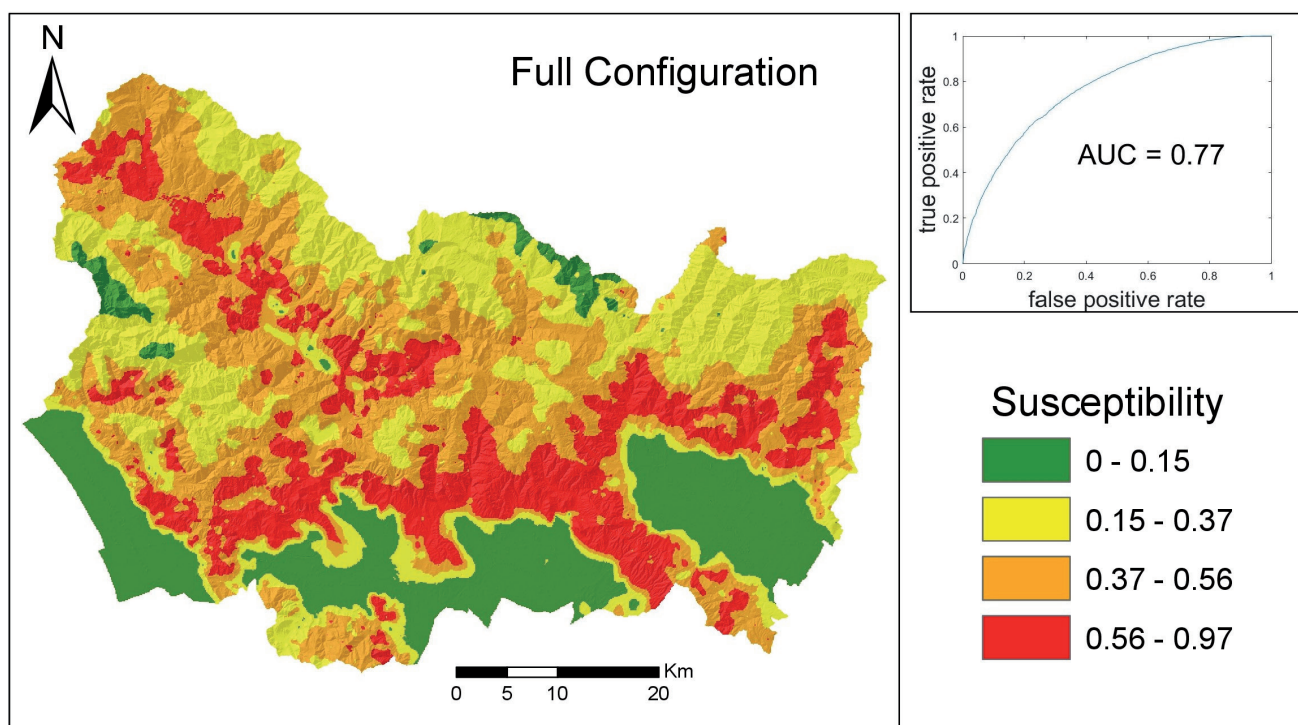 N
Full Configuration
Km
0 5 10 20
1
0.8
0.6
0.4
0.2
0
0 0.2 0.4 0.6 0.8 1
true positive rate
false positive rate
AUC = 0.77
Susceptibility
0 - 0.15
0.15 - 0.37
0.37 - 0.56
0.56 - 0.97